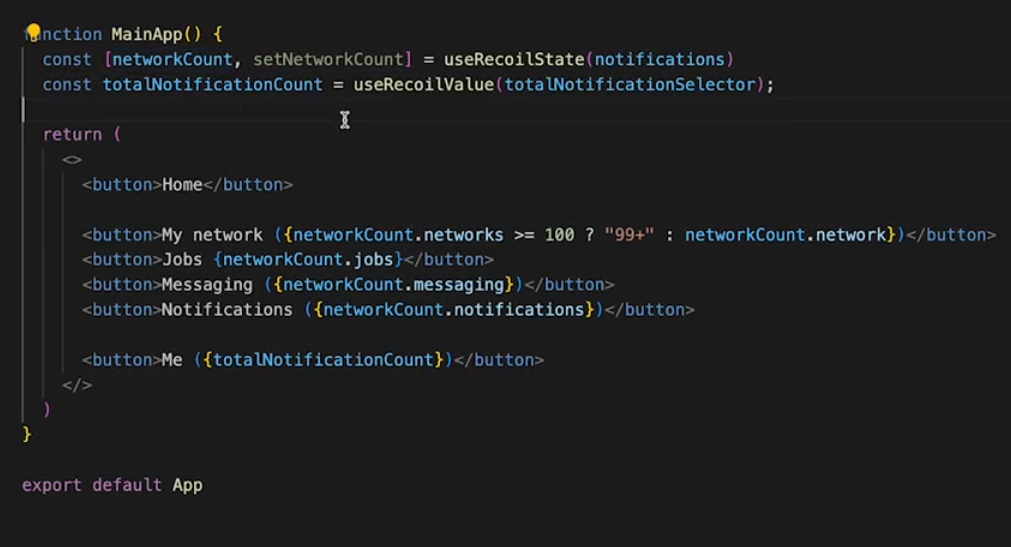 function MainApp() {
const [networkCount, setNetworkCount] = useRecoilState(notifications)
const totalNotificationCount = useRecoilValue(totalNotificationSelector);
return (
<>
<button>Home</button>
<button>My network ({networkCount.networks >= 100 ? "99+" : networkCount.network})</button>
<button>Jobs {networkCount.jobs}</button>
<button>Messaging ({networkCount.messaging})</button>
<button>Notifications ({networkCount.notifications})</button>
<button>Me ({totalNotificationCount})</button>
</>
)
}
export default App